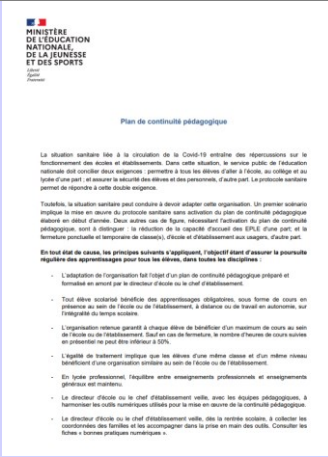 MINISTÈRE
DE L'ÉDUCATION
NATIONALE,
DE LA JEUNESSE
ET DES SPORTS
Liberté
Égalité
Fraternité
Plan de continuité pédagogique
La situation sanitaire liée à la circulation de la Covid-19 entraîne des répercussions sur le
fonctionnement des écoles et établissements. Dans cette situation, le service public de l'éducation
nationale doit concilier deux exigences : permettre à tous les élèves d'aller à l'école, au collège et au
lycée d'une part ; et assurer la sécurité des élèves et des personnels, d'autre part. Le protocole sanitaire
permet de répondre à cette double exigence.
Toutefois, la situation sanitaire peut conduire à devoir adapter cette organisation. Un premier scénario
implique la mise en œuvre du protocole sanitaire sans activation du plan de continuité pédagogique
élaboré en début d'année. Deux autres cas de figure, nécessitant l'activation du plan de continuité
pédagogique, sont à distinguer : la réduction de la capacité d'accueil des EPLE d'une part; et la
fermeture ponctuelle et temporaire de classe(s), d'école et d'établissement aux usagers, d'autre part.
En tout état de cause, les principes suivants s'appliquent, l'objectif étant d'assurer la poursuite
régulière des apprentissages pour tous les élèves, dans toutes les disciplines :
- L'adaptation de l'organisation fait l'objet d'un plan de continuité pédagogique préparé et
formalisé en amont par le directeur ou le chef d'établissement.
- Tout élève scolarisé bénéficie des apprentissages obligatoires, sous forme de cours en
présence au sein de l'école ou de l'établissement, à distance ou de travail en autonomie, sur
l'intégralité du temps scolaire.
- L'organisation retenue garantit à chaque élève de bénéficier d'un maximum de cours au sein
de l'école ou de l'établissement. Sauf en cas de fermeture, le nombre d'heures de cours suivies
en présentiel ne peut être inférieur à 50%.
- L'égalité de traitement implique que les élèves d'une même classe et d'un même niveau
bénéficient d'une organisation similaire au sein de l'école ou de l'établissement.
- En lycée professionnel, l'équilibre entre enseignements professionnels et enseignements
généraux est maintenu.
- Le directeur d'école ou le chef d'établissement veille, avec les équipes pédagogiques, à
harmoniser les outils numériques utilisés pour la mise en œuvre de la continuité pédagogique.
- Le directeur d'école ou le chef d'établissement veille, dès la rentrée scolaire, à collecter les
coordonnées des familles et les accompagner dans la prise en main des outils. Consulter les
fiches « bonnes pratiques numériques ».